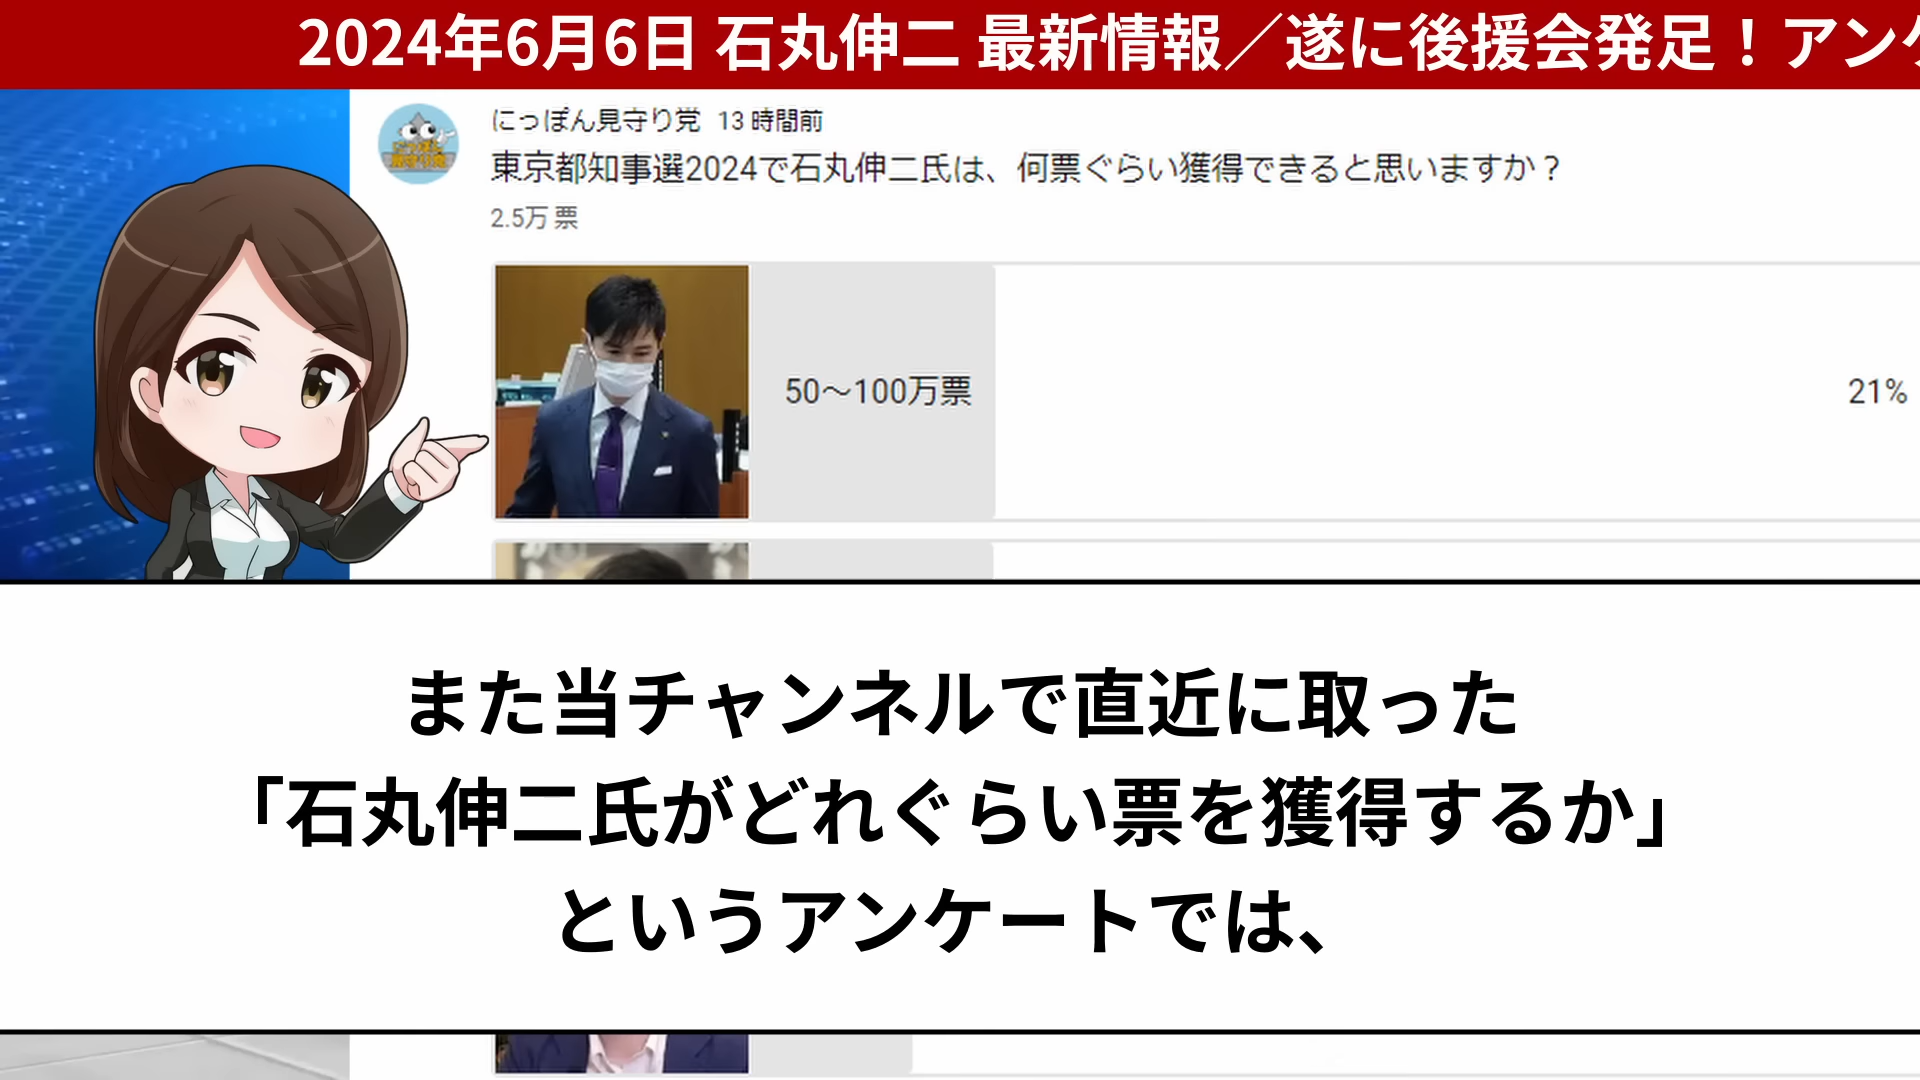 2024年6月6日 石丸伸二 最新情報／遂に後援会発足！アンケ
にっぽん見守り党 13 時間前
東京都知事選2024で石丸伸二氏は、何票ぐらい獲得できると思いますか？
2.5万 票
50～100万票
21%
また当チャンネルで直近に取った
「石丸伸二氏がどれぐらい票を獲得するか」
というアンケートでは、